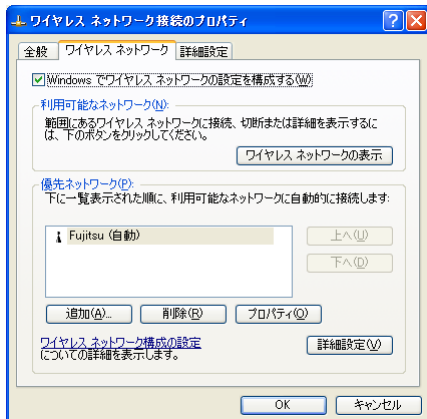 ワイヤレス ネットワーク接続のプロパティ
全般 ワイヤレス ネットワーク 詳細設定
Windows でワイヤレス ネットワークの設定を構成する(W)
利用可能なネットワーク(N):
範囲にあるワイヤレス ネットワークに接続、切断または詳細を表示するに
は、下のボタンをクリックしてください。
ワイヤレス ネットワークの表示
優先ネットワーク(P):
下に一覧表示された順に、利用可能なネットワークに自動的に接続します:
Fujitsu (自動)
上へ(U)
下へ(D)
追加(A)... 削除(R) プロパティ(O)
ワイヤレス ネットワーク構成の設定
についての詳細を表示します。
詳細設定(V)
OK キャンセル